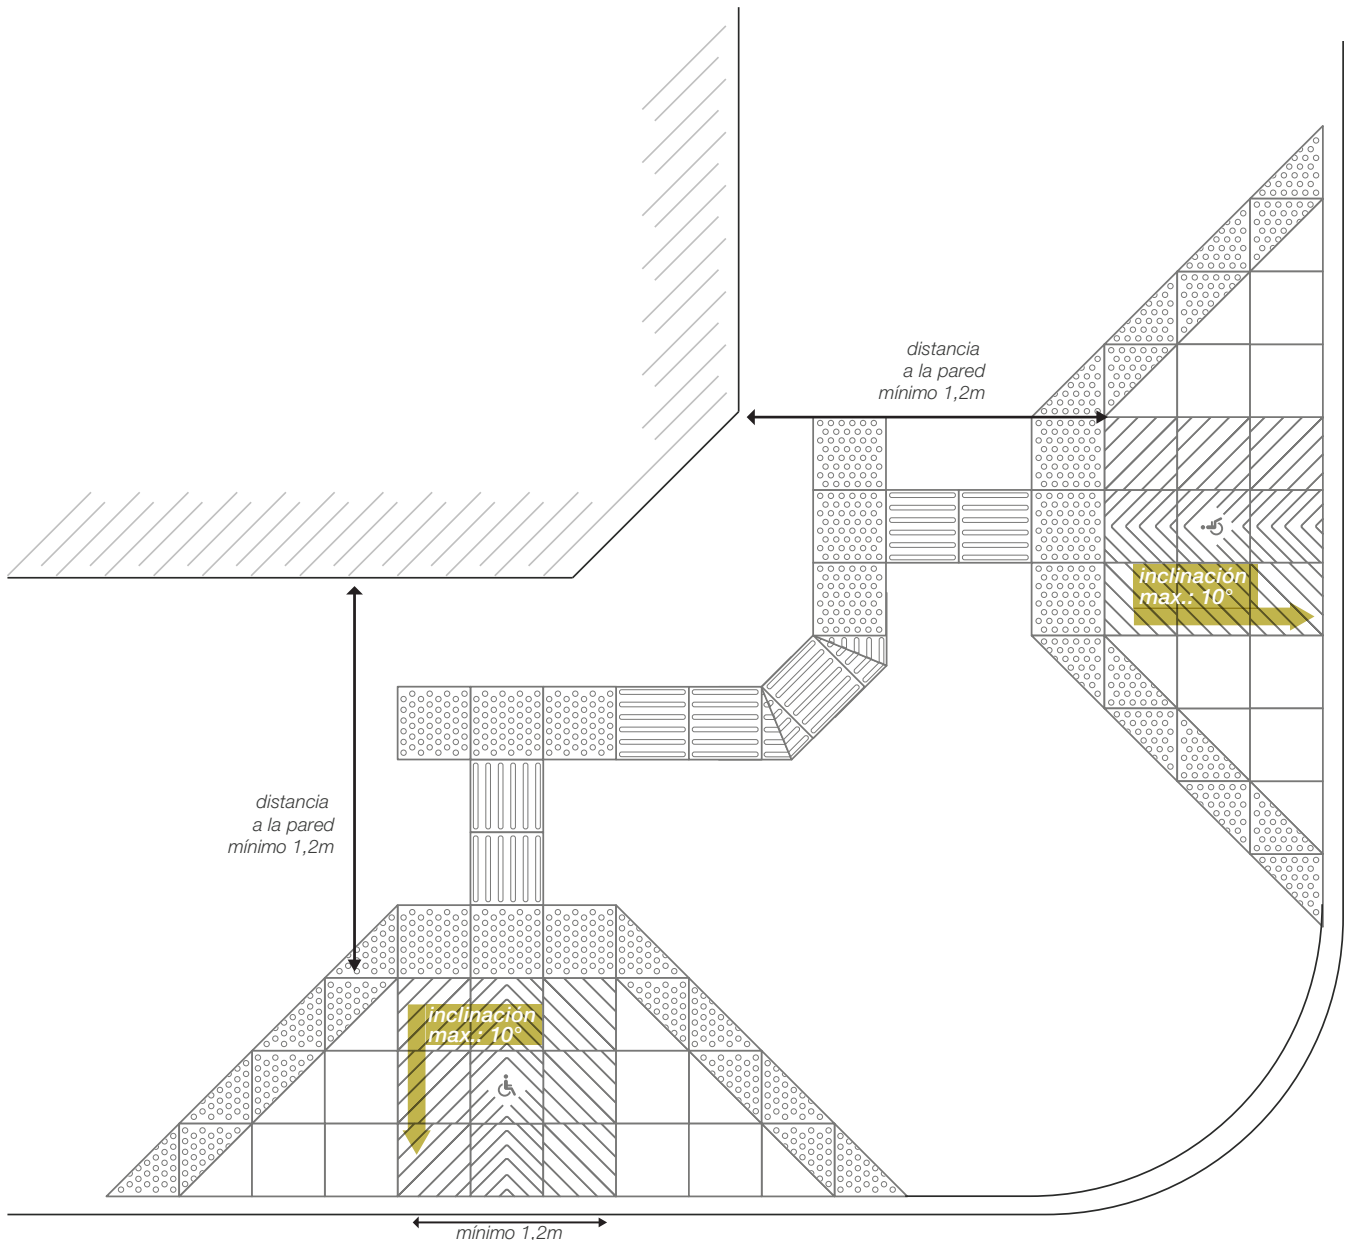 distancia
a la pared
mínimo 1,2m
inclinación
max.: 10°
distancia
a la pared
mínimo 1,2m
inclinación
max.: 10°
mínimo 1,2m